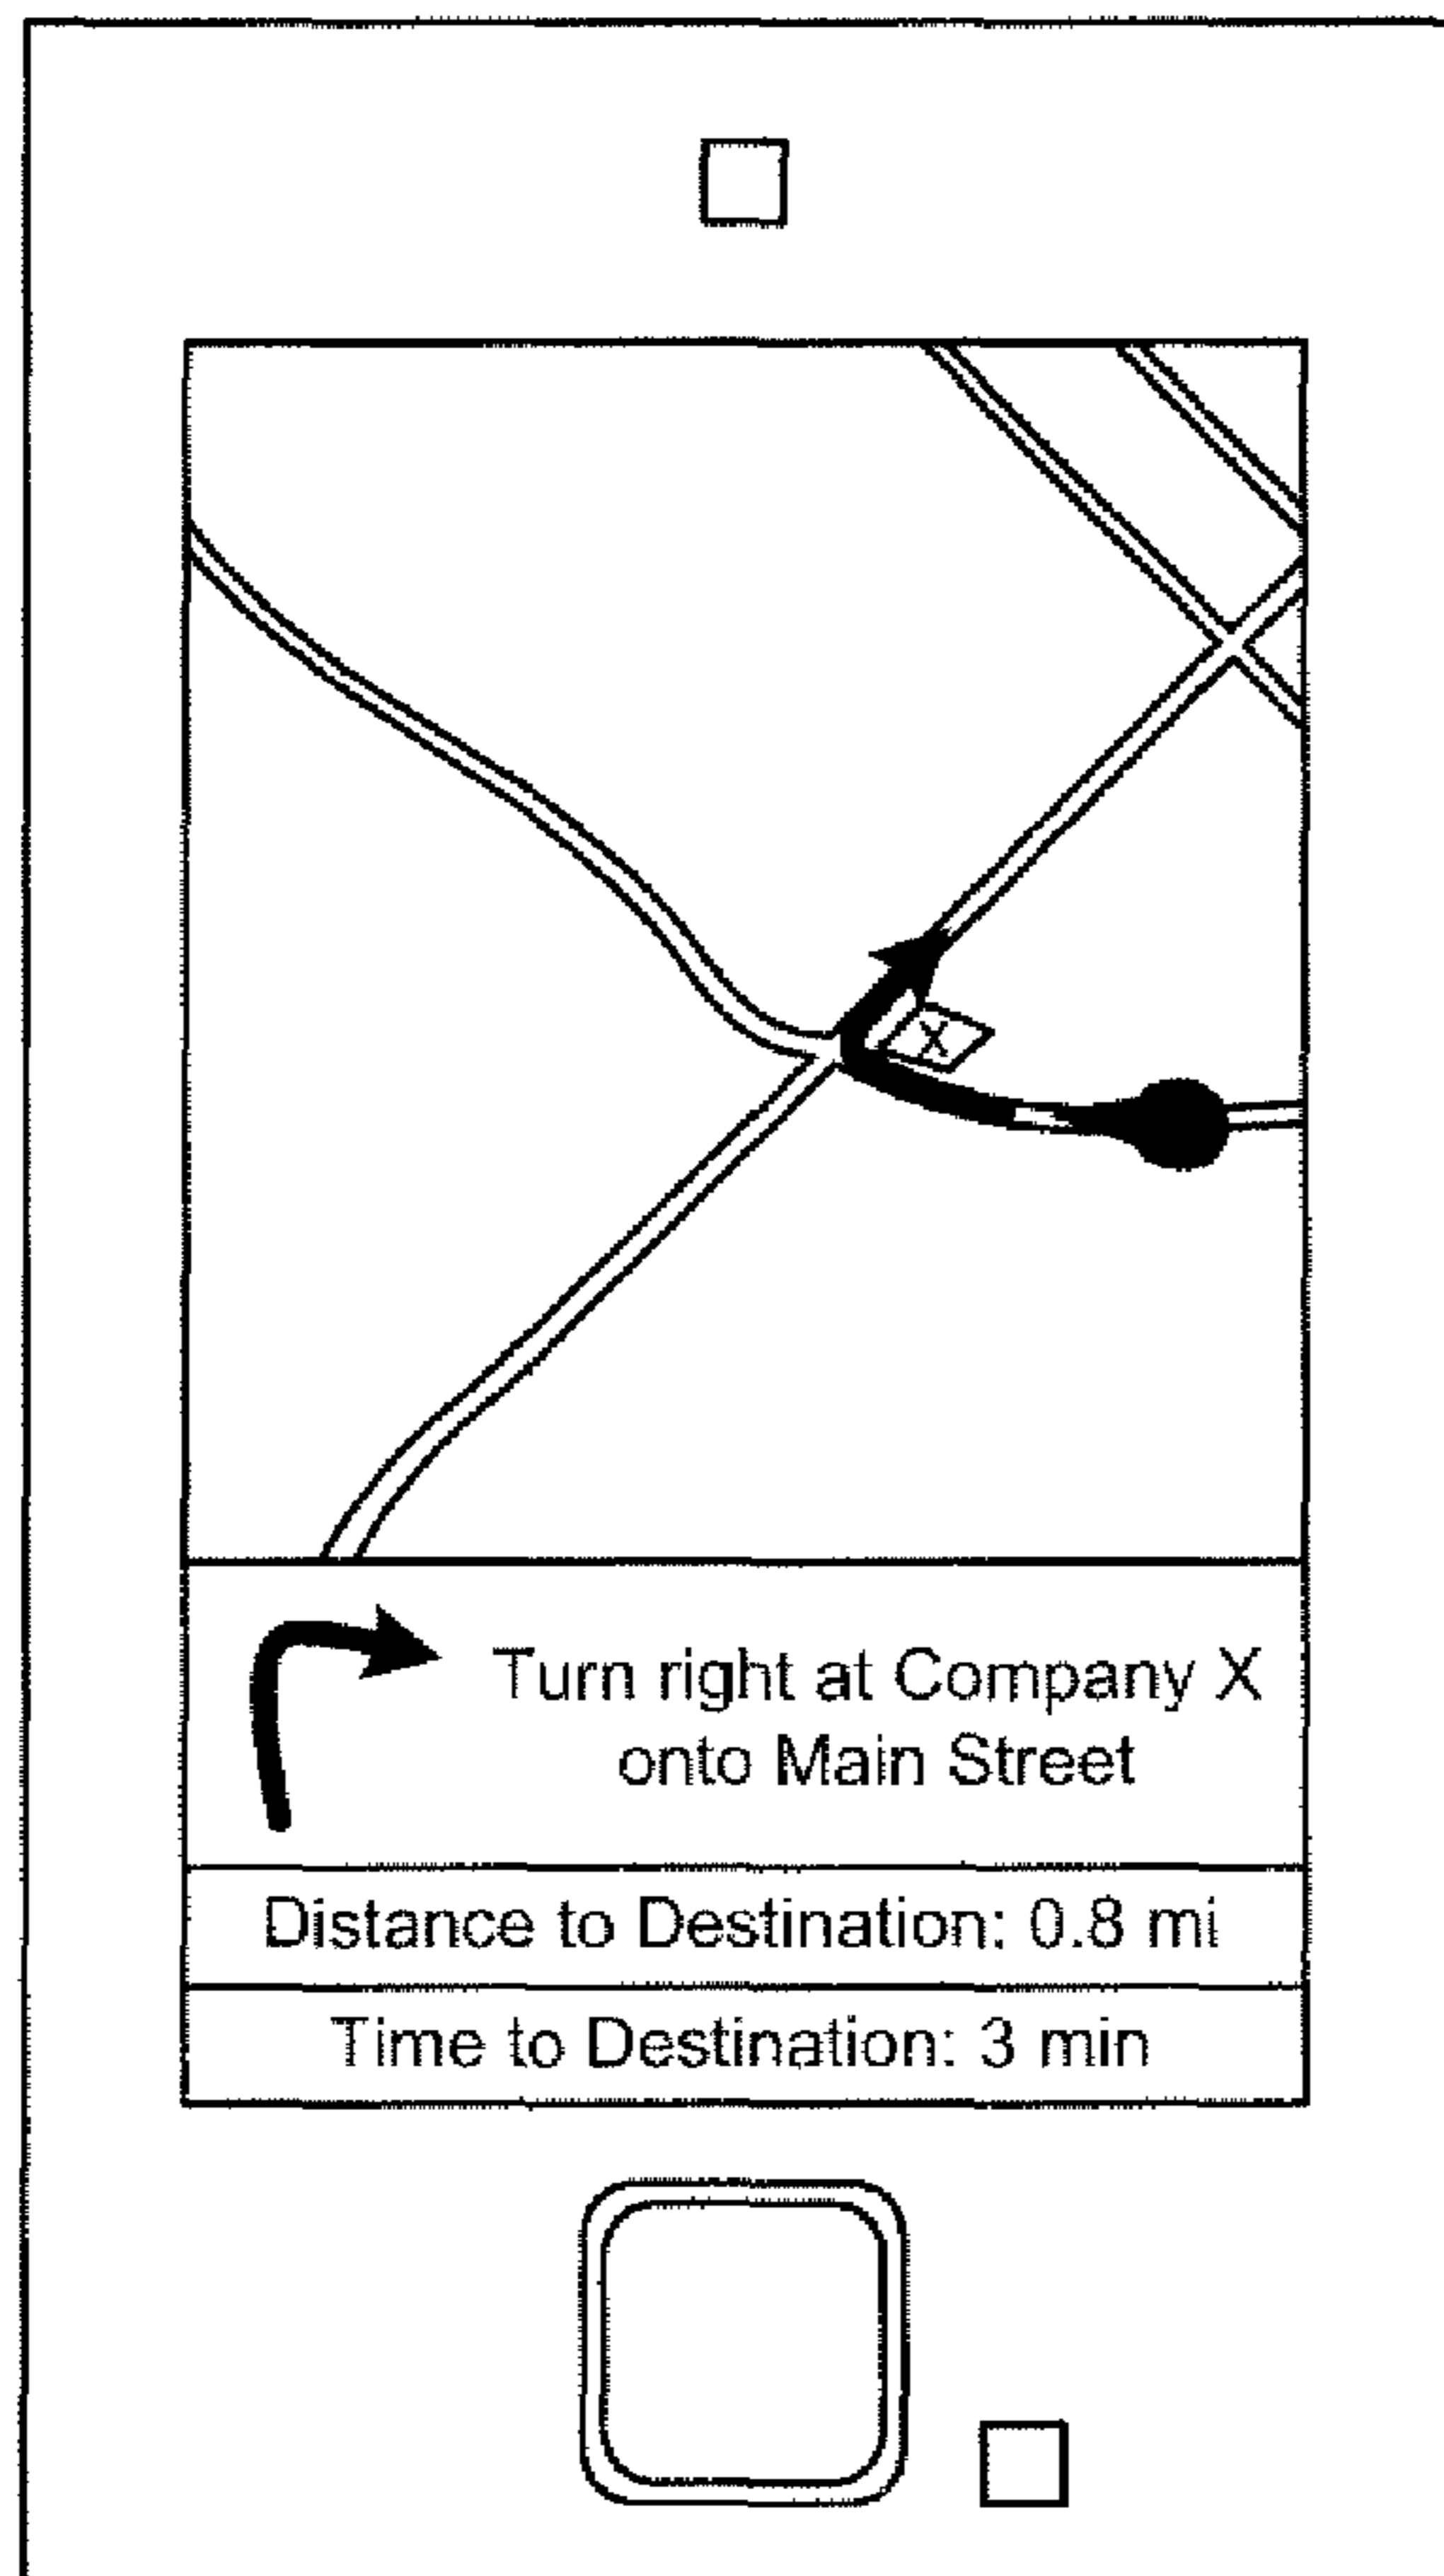 X
Turn right at Company X
onto Main Street
Distance to Destination: 0.8 mi
Time to Destination: 3 min